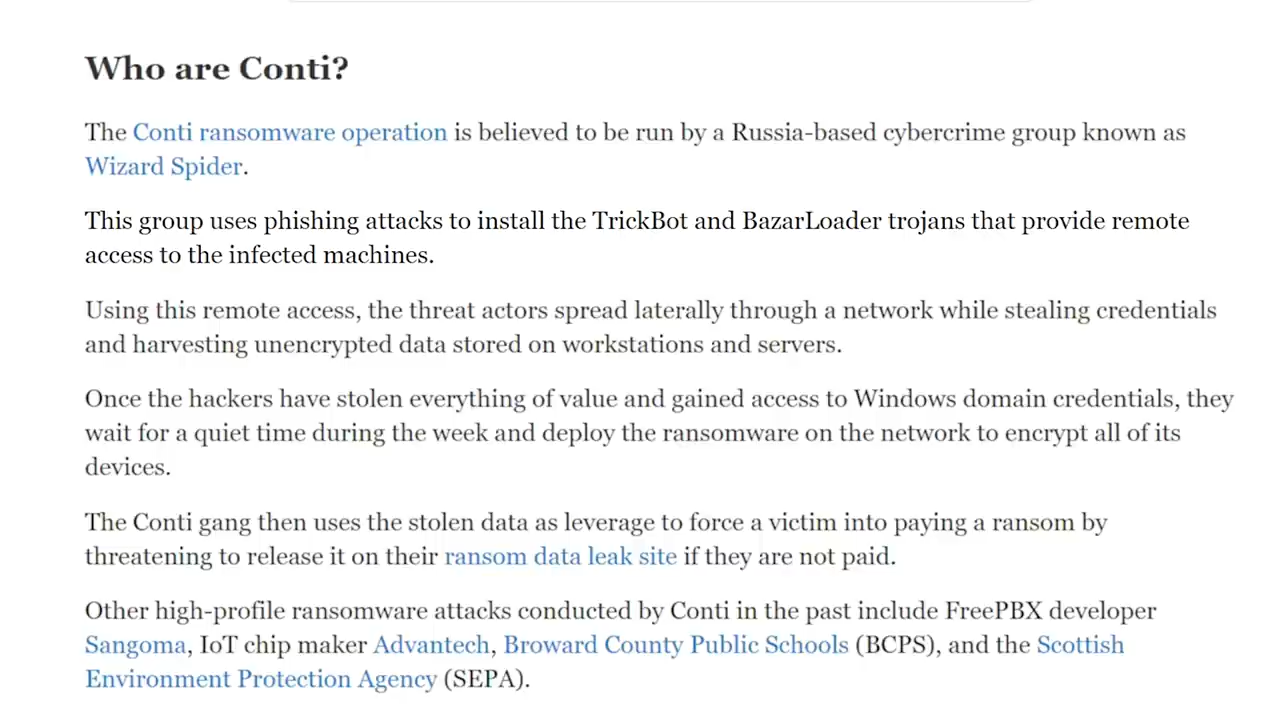 Who are Conti?
The Conti ransomware operation is believed to be run by a Russia-based cybercrime group known as
Wizard Spider.
This group uses phishing attacks to install the TrickBot and BazarLoader trojans that provide remote
access to the infected machines.
Using this remote access, the threat actors spread laterally through a network while stealing credentials
and harvesting unencrypted data stored on workstations and servers.
Once the hackers have stolen everything of value and gained access to Windows domain credentials, they
wait for a quiet time during the week and deploy the ransomware on the network to encrypt all of its
devices.
The Conti gang then uses the stolen data as leverage to force a victim into paying a ransom by
threatening to release it on their ransom data leak site if they are not paid.
Other high-profile ransomware attacks conducted by Conti in the past include FreePBX developer
Sangoma, IoT chip maker Advantech, Broward County Public Schools (BCPS), and the Scottish
Environment Protection Agency (SEPA).